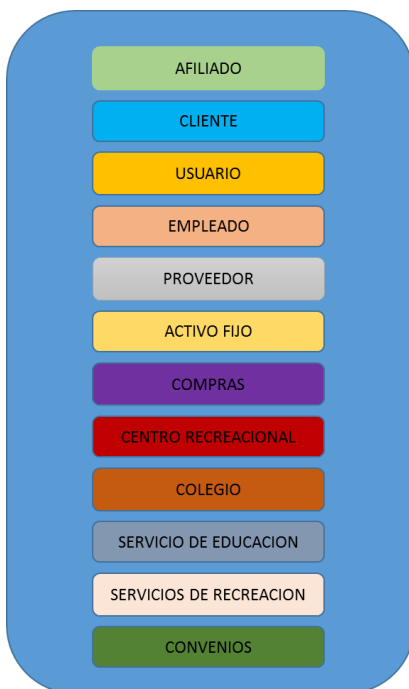 AFILIADO
CLIENTE
USUARIO
EMPLEADO
PROVEEDOR
ACTIVO FIJO
COMPRAS
CENTRO RECREACIONAL
COLEGIO
SERVICIO DE EDUCACION
SERVICIOS DE RECREACION
CONVENIOS